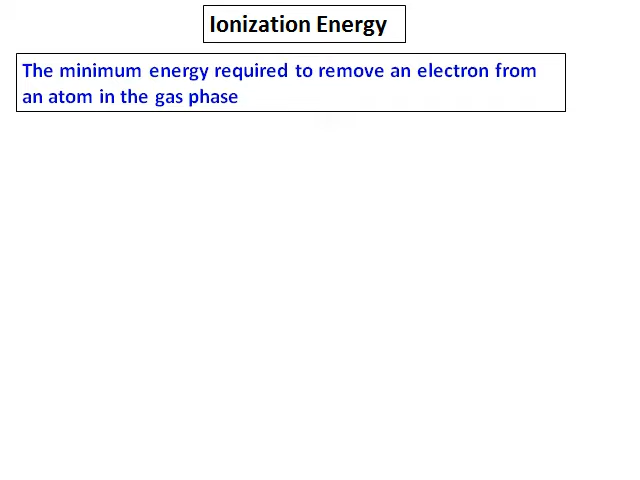 Ionization Energy
The minimum energy required to remove an electron from
an atom in the gas phase